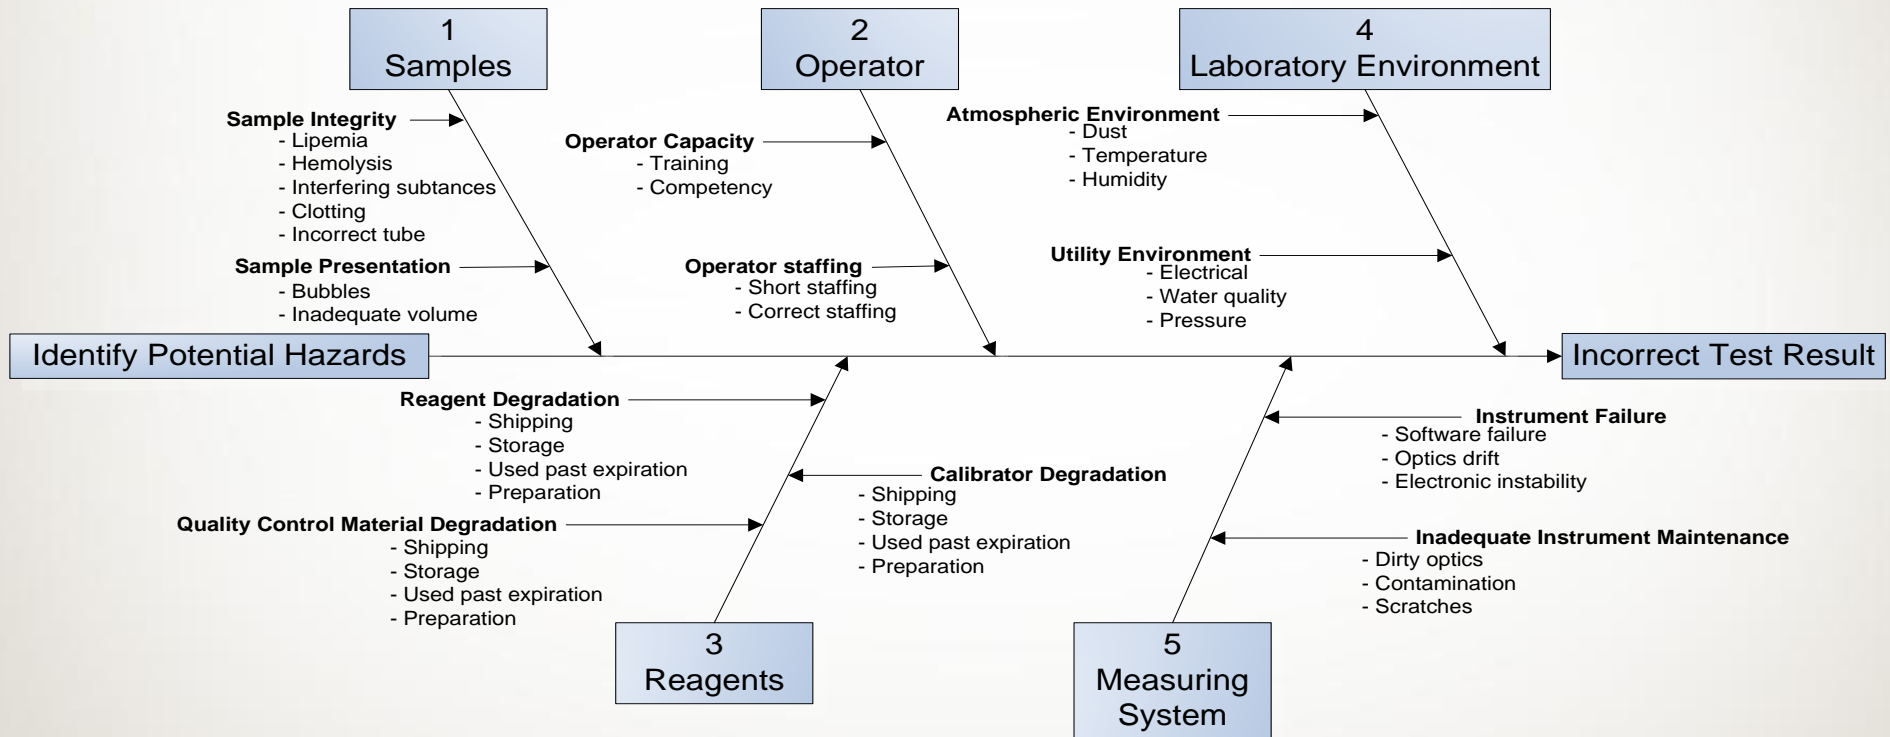 1
Samples
2
Operator
4
Laboratory Environment
Sample Integrity
- Lipemia
- Hemolysis
- Interfering subtances
- Clotting
- Incorrect tube
Sample Presentation
- Bubbles
- Inadequate volume
Operator Capacity
- Training
- Competency
Operator staffing
- Short staffing
- Correct staffing
Atmospheric Environment
- Dust
- Temperature
- Humidity
Utility Environment
- Electrical
- Water quality
- Pressure
Identify Potential Hazards
Incorrect Test Result
Reagent Degradation
- Shipping
- Storage
- Used past expiration
- Preparation
Quality Control Material Degradation
- Shipping
- Storage
- Used past expiration
- Preparation
Calibrator Degradation
- Shipping
- Storage
- Used past expiration
- Preparation
Instrument Failure
- Software failure
- Optics drift
- Electronic instability
Inadequate Instrument Maintenance
- Dirty optics
- Contamination
- Scratches
3
Reagents
5
Measuring
System